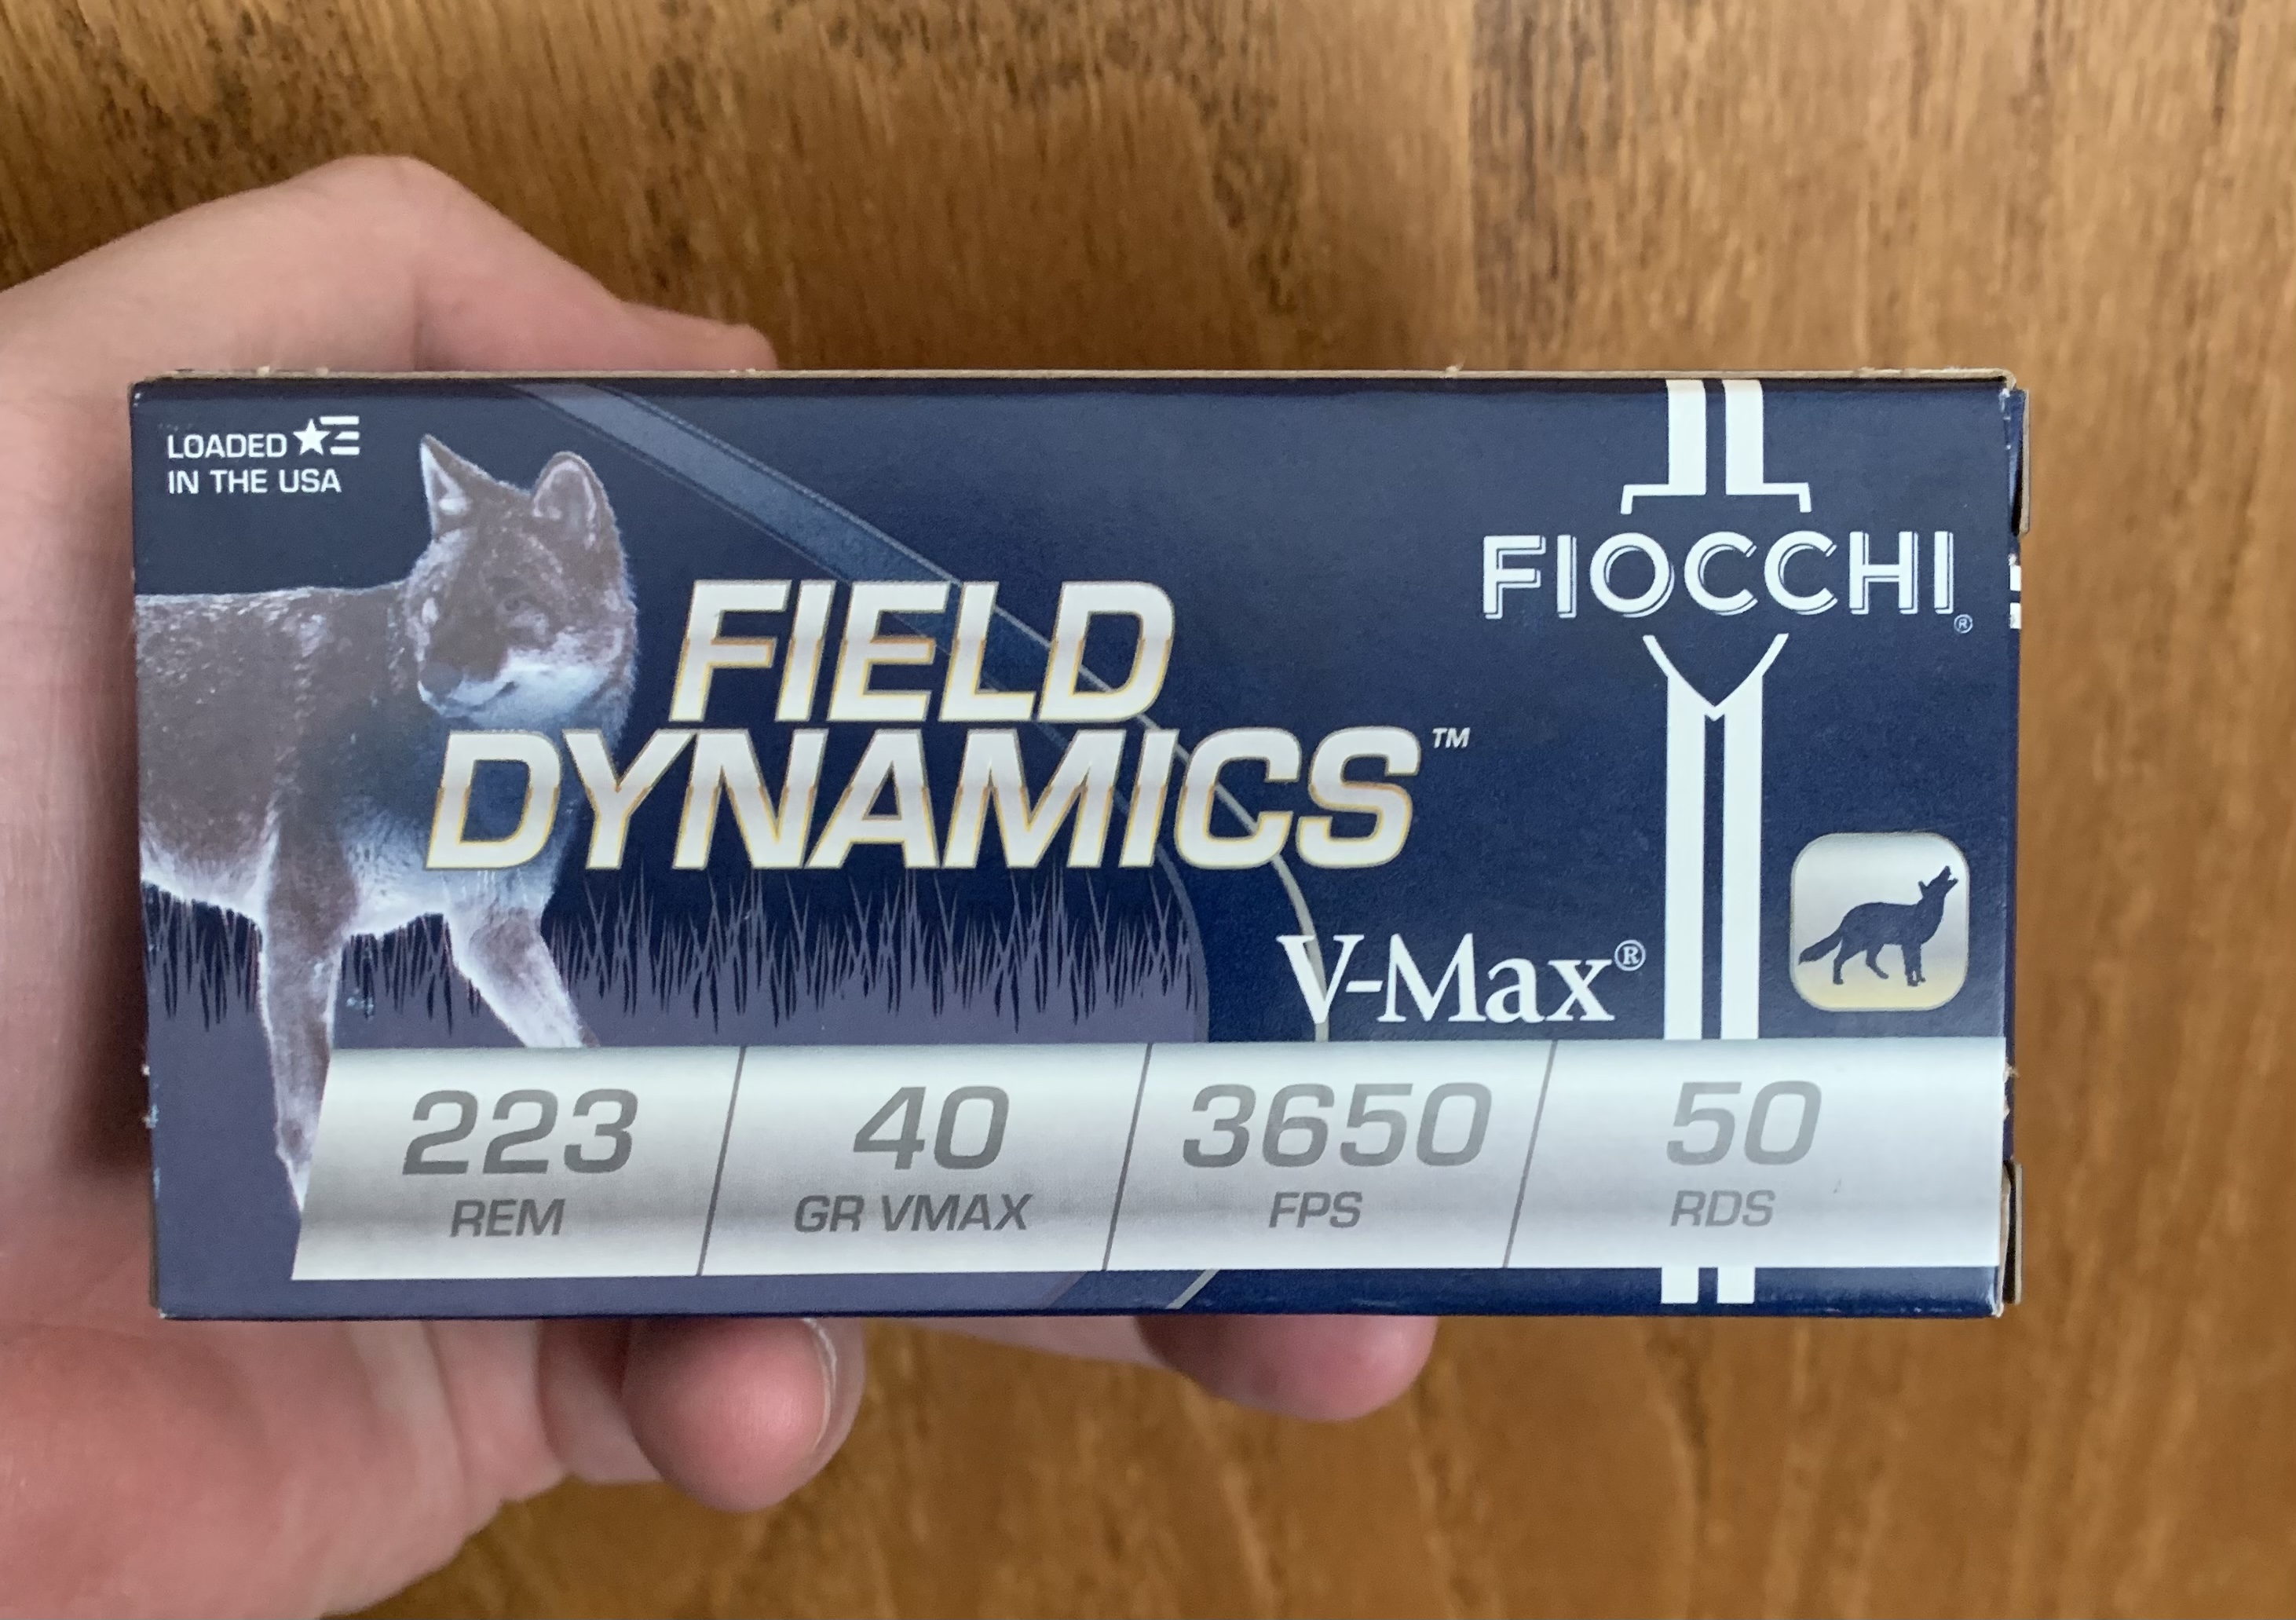 LOADED
IN THE USA
FIOCCHI®
FIELD
DYNAMICS™
V-Max®
223 40 3650 50
REM GR VMAX FPS RDS